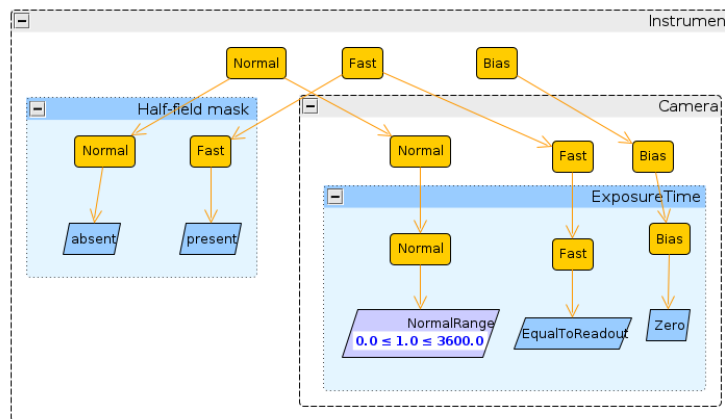 Instrumen
Normal
Fast
Bias
Half-field mask
Camera
Normal
Fast
Normal
Fast
Bias
ExposureTime
absent
present
Normal
Fast
Bias
NormalRange
0.0 ≤ 1.0 ≤ 3600.0
EqualToReadout
Zero